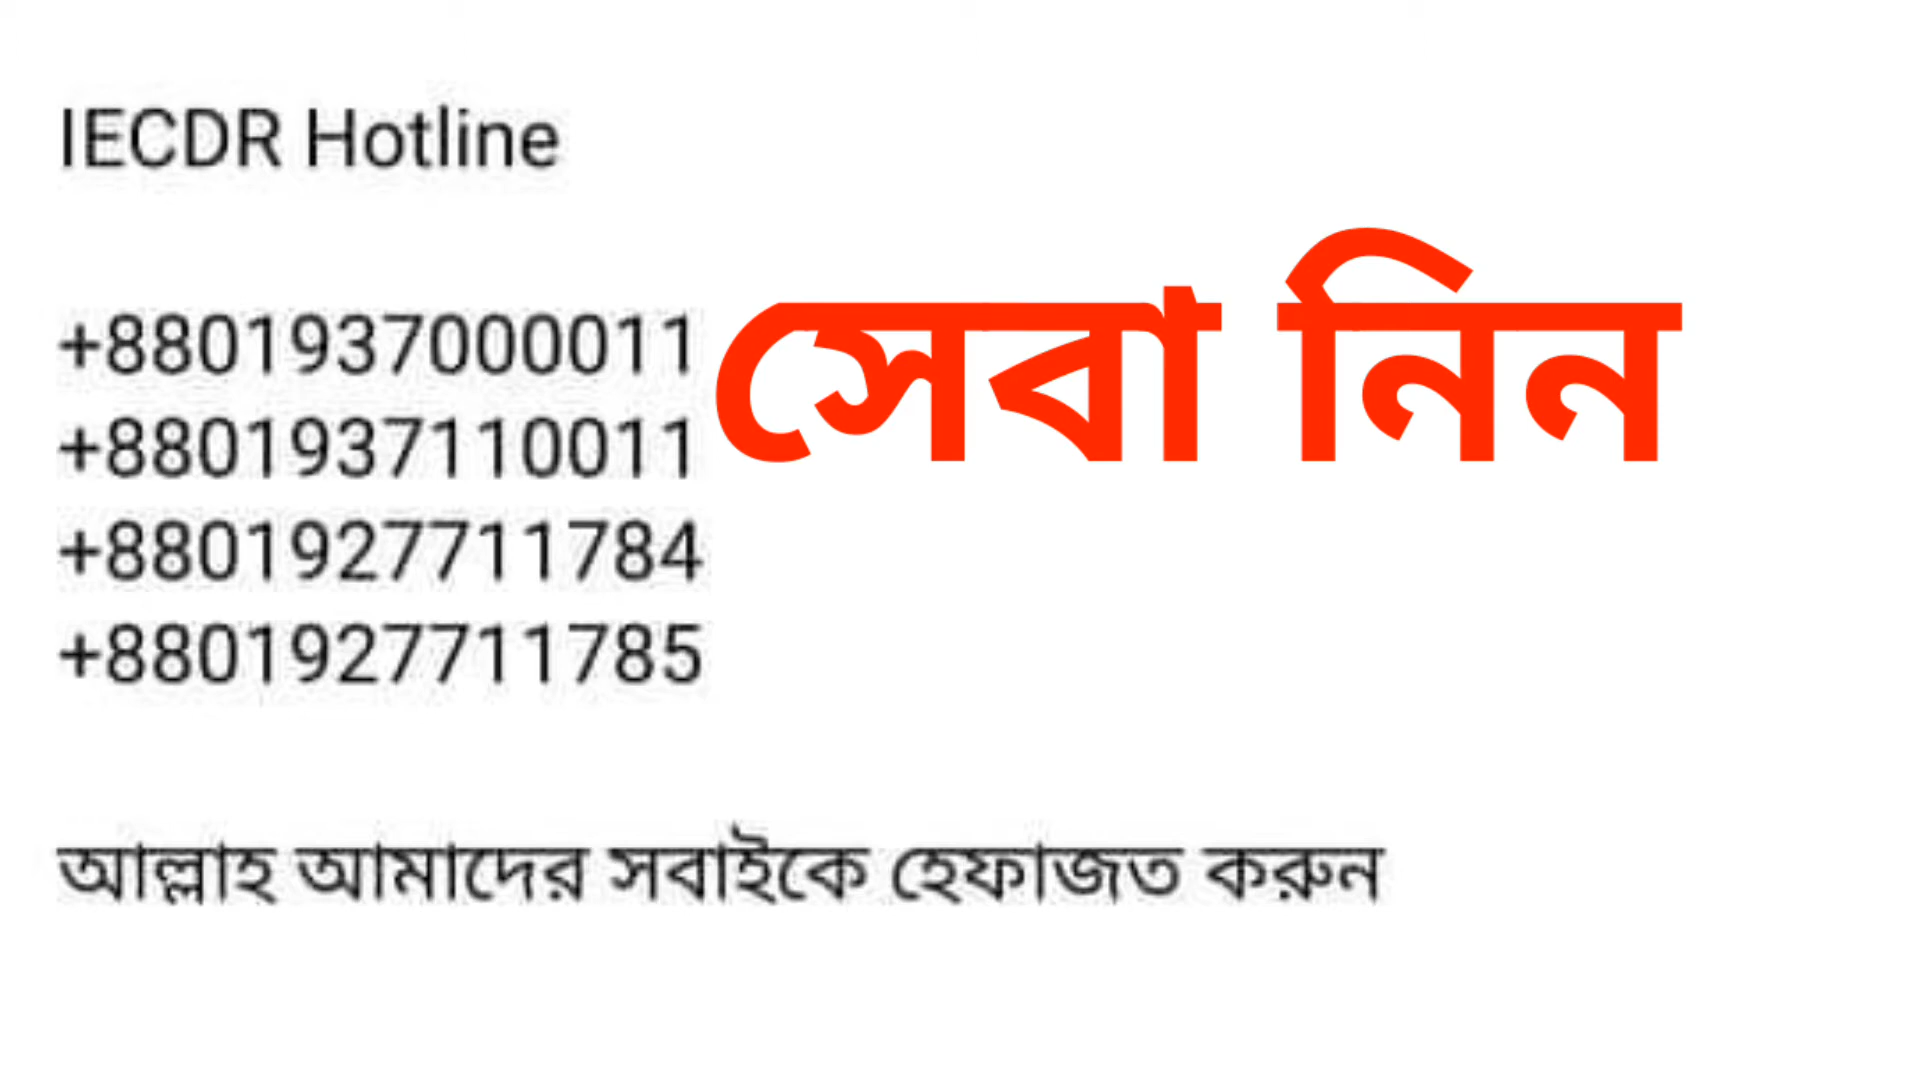 IECDR Hotline
+8801937000011
সেবা নিন
+8801937110011
+8801927711784
+8801927711785
আল্লাহ আমাদের সবাইকে হেফাজত করুন